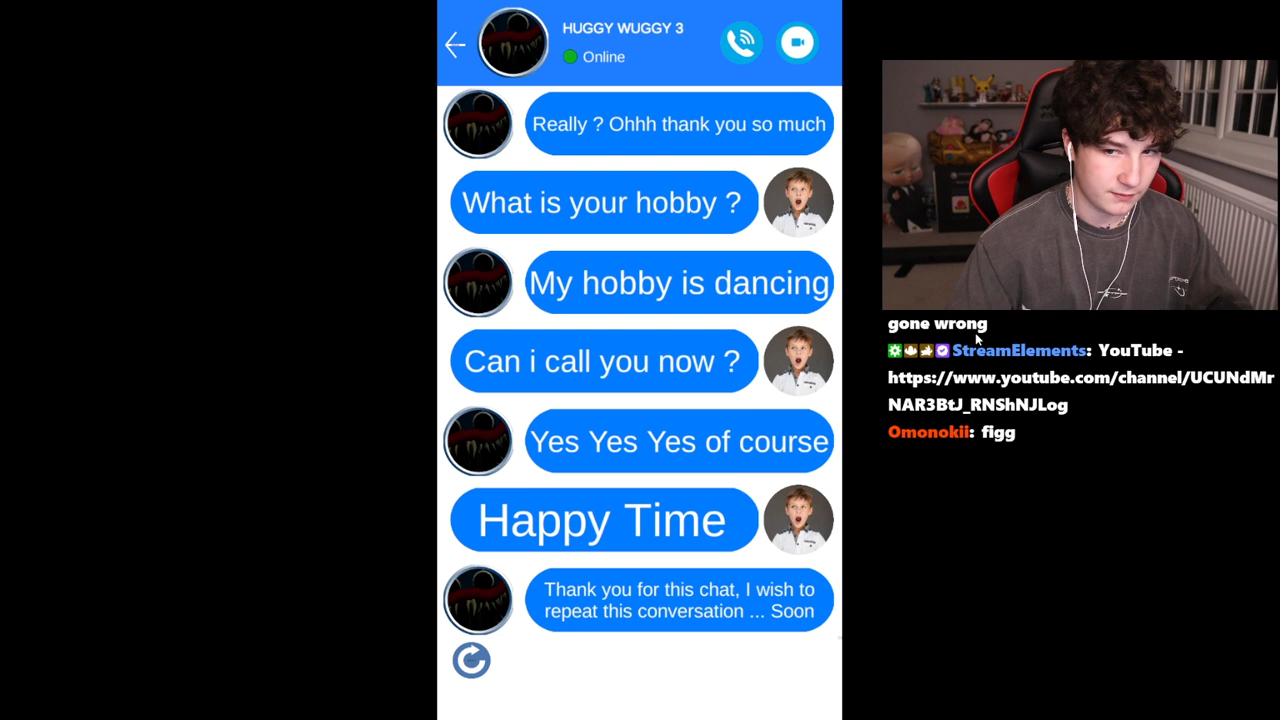 HUGGY WUGGY 3
Online
Really ? Ohhh thank you so much
What is your hobby ?
My hobby is dancing
Can i call you now ?
Yes Yes Yes of course
Happy Time
Thank you for this chat, I wish to
repeat this conversation ... Soon
gone wrong
StreamElements: YouTube -
https://www.youtube.com/channel/UCUNdMr
NAR3BtJ_RNShNJLog
Omonokii: figg